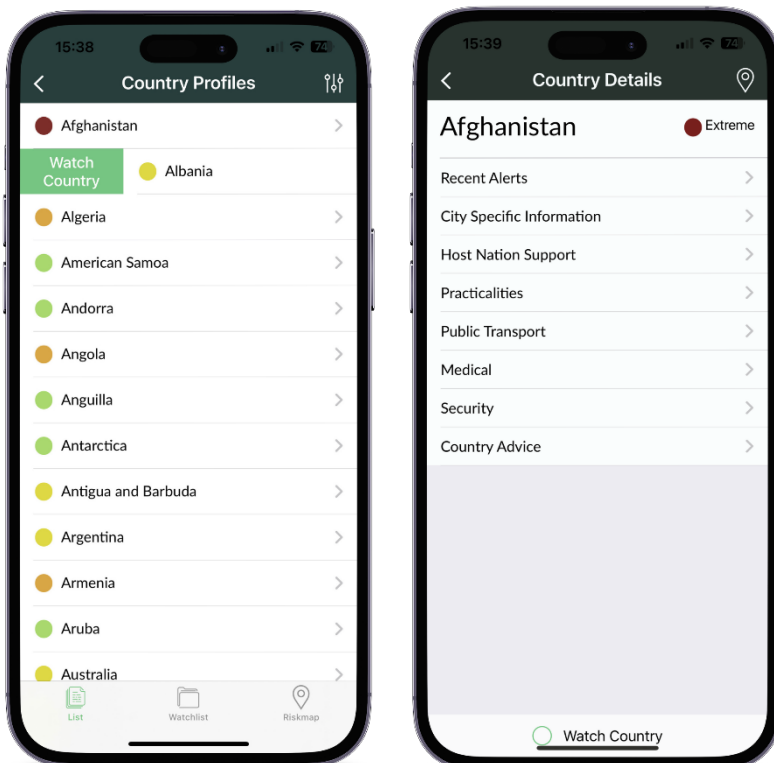 15:38
74
Country Profiles
Afghanistan
Watch
Country
Albania
Algeria
American Samoa
Andorra
Angola
Anguilla
Antarctica
Antigua and Barbuda
Argentina
Armenia
Aruba
Australia
List
Watchlist
Riskmap
15:39
74
Country Details
Afghanistan
Extreme
Recent Alerts
City Specific Information
Host Nation Support
Practicalities
Public Transport
Medical
Security
Country Advice
Watch Country